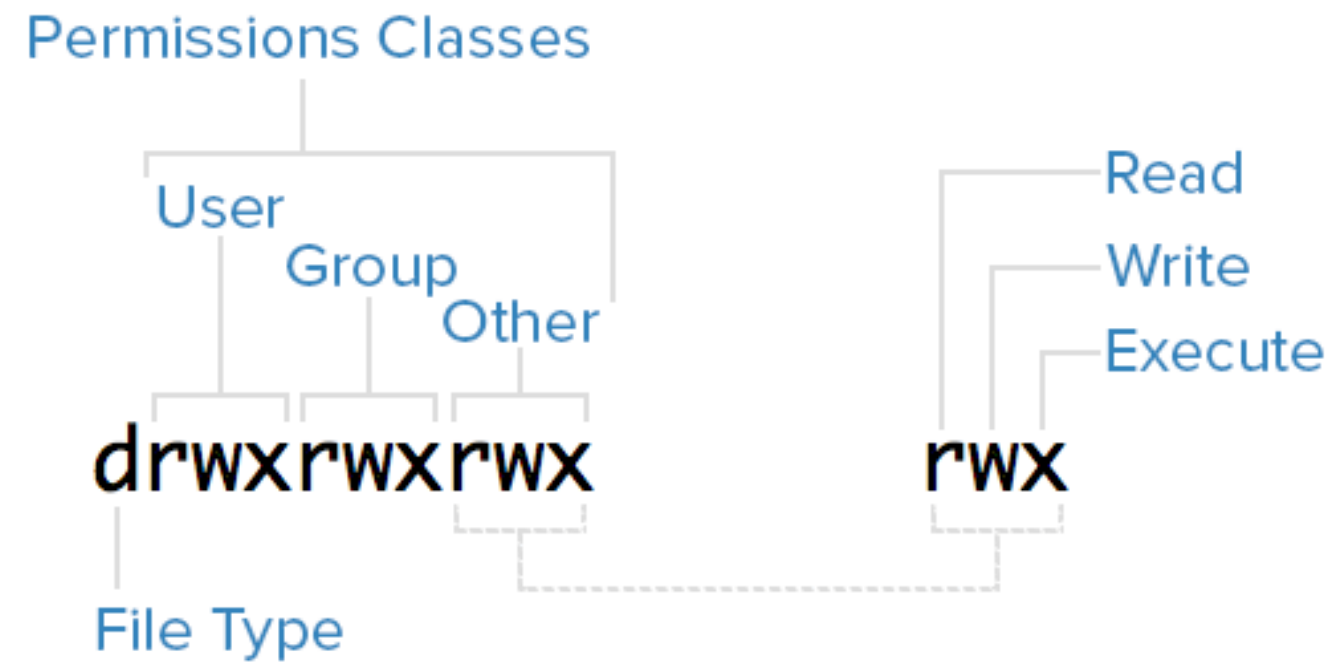 Permissions Classes
User
Group
Other
drwxrwxrwx
File Type
Read
Write
Execute
rwx